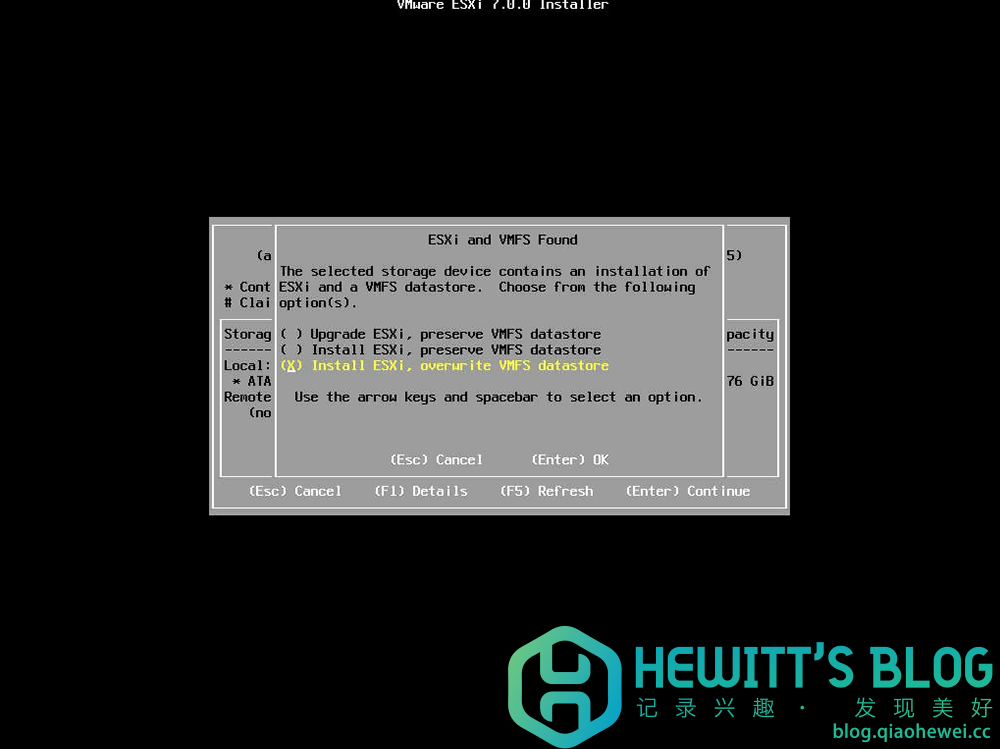 VMware ESXi 7.0.0 Installer
ESXi and VMFS Found
(a
5)
The selected storage device contains an installation of
* Cont
ESXi and a VMFS datastore.  Choose from the following
# Clai
option(s).
Storag
( ) Upgrade ESXi, preserve VMFS datastore
pacity
------
( ) Install ESXi, preserve VMFS datastore
------
Local:
(X) Install ESXi, overwrite VMFS datastore
* ATA
76 GiB
Remote
Use the arrow keys and spacebar to select an option.
(no
(Esc) Cancel
(Enter) OK
(Esc) Cancel
(F1) Details
(F5) Refresh
(Enter) Continue
HEWITT'S BLOG
记录兴趣 · 发现美好
blog.qiaohewei.cc